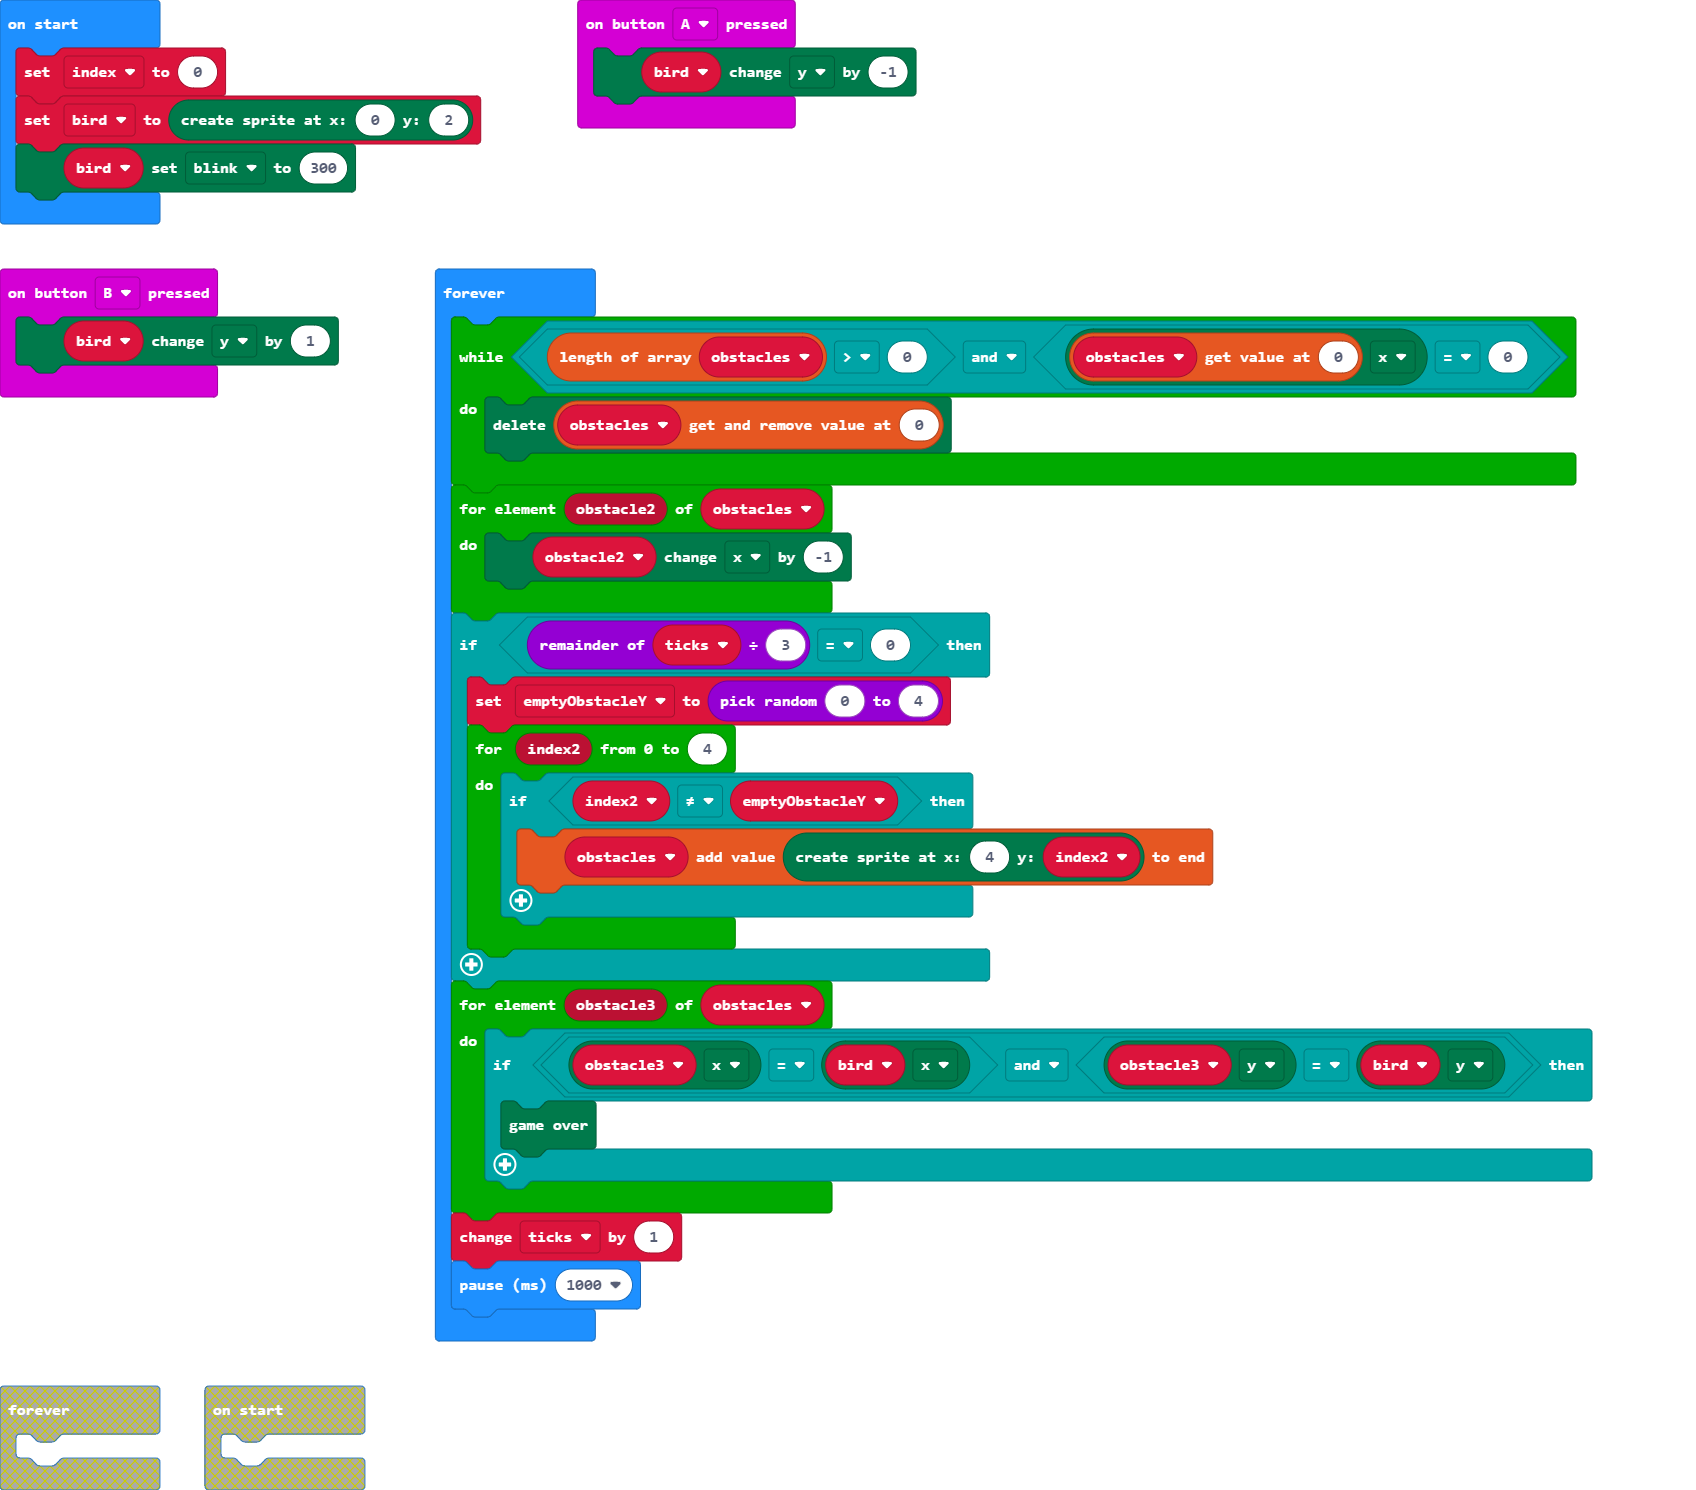 on start
set index to 0
set bird to create sprite at x: 0 y: 2
bird set blink to 300
on button A pressed
bird change y by -1
on button B pressed
bird change y by 1
forever
while length of array obstacles > 0 and obstacles get value at 0 x = 0
do delete obstacles get and remove value at 0
for element obstacle2 of obstacles
do obstacle2 change x by -1
if remainder of ticks ÷ 3 = 0 then
set emptyObstacleY to pick random 0 to 4
for index2 from 0 to 4
do if index2 ≠ emptyObstacleY then
obstacles add value create sprite at x: 4 y: index2 to end
for element obstacle3 of obstacles
do if obstacle3 x = bird x and obstacle3 y = bird y then
game over
change ticks by 1
pause (ms) 1000
forever
on start